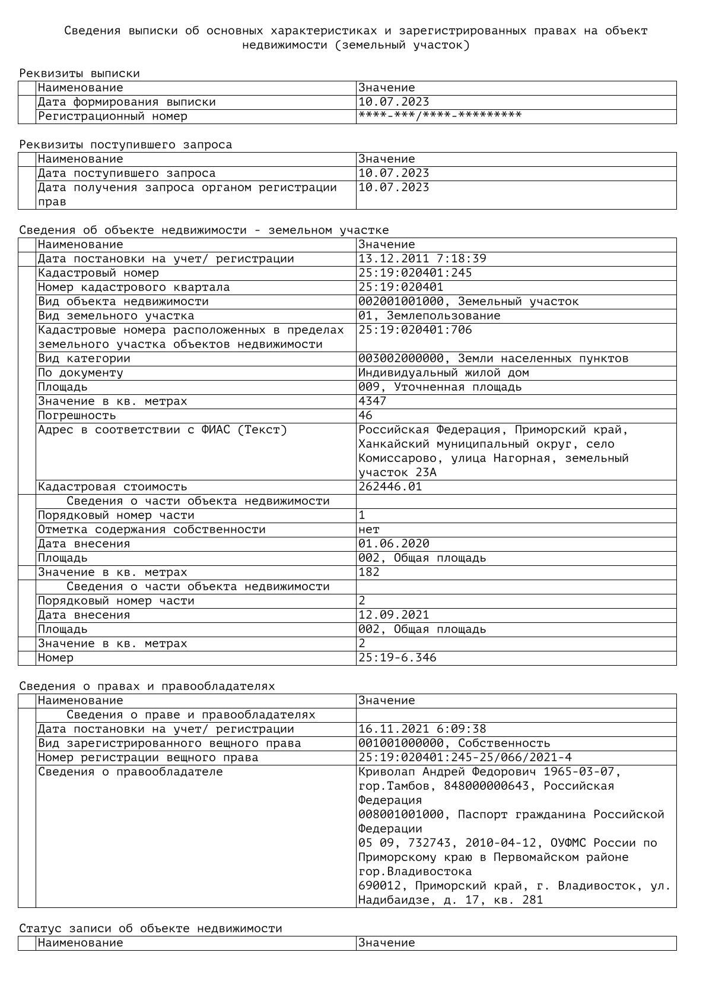 Сведения выписки об основных характеристиках и зарегистрированных правах на объект
недвижимости (земельный участок)
Реквизиты выписки
Наименование Значение
Дата формирования выписки 10.07.2023
Регистрационный номер ****-***/****-*********
Реквизиты поступившего запроса
Наименование Значение
Дата поступившего запроса 10.07.2023
Дата получения запроса органом регистрации 10.07.2023
прав
Сведения об объекте недвижимости - земельном участке
Наименование Значение
Дата постановки на учет/ регистрации 13.12.2011 7:18:39
Кадастровый номер 25:19:020401:245
Номер кадастрового квартала 25:19:020401
Вид объекта недвижимости 002001001000, Земельный участок
Вид земельного участка 01, Землепользование
Кадастровые номера расположенных в пределах 25:19:020401:706
земельного участка объектов недвижимости
Вид категории 003002000000, Земли населенных пунктов
По документу Индивидуальный жилой дом
Площадь 009, Уточненная площадь
Значение в кв. метрах 4347
Погрешность 46
Адрес в соответствии с ФИАС (Текст) Российская Федерация, Приморский край,
Ханкайский муниципальный округ, село
Комиссарово, улица Нагорная, земельный
участок 23А
Кадастровая стоимость 262446.01
Сведения о части объекта недвижимости
Порядковый номер части 1
Отметка содержания собственности нет
Дата внесения 01.06.2020
Площадь 002, Общая площадь
Значение в кв. метрах 182
Сведения о части объекта недвижимости
Порядковый номер части 2
Дата внесения 12.09.2021
Площадь 002, Общая площадь
Значение в кв. метрах 2
Номер 25:19-6.346
Сведения о правах и правообладателях
Наименование Значение
Сведения о праве и правообладателях
Дата постановки на учет/ регистрации 16.11.2021 6:09:38
Вид зарегистрированного вещного права 001001000000, Собственность
Номер регистрации вещного права 25:19:020401:245-25/066/2021-4
Сведения о правообладателе Криволап Андрей Федорович 1965-03-07,
гор.Тамбов, 848000000643, Российская
Федерация
008001001000, Паспорт гражданина Российской
Федерации
05 09, 732743, 2010-04-12, ОУФМС России по
Приморскому краю в Первомайском районе
гор.Владивостока
690012, Приморский край, г. Владивосток, ул.
Надибаидзе, д. 17, кв. 281
Статус записи об объекте недвижимости
Наименование Значение